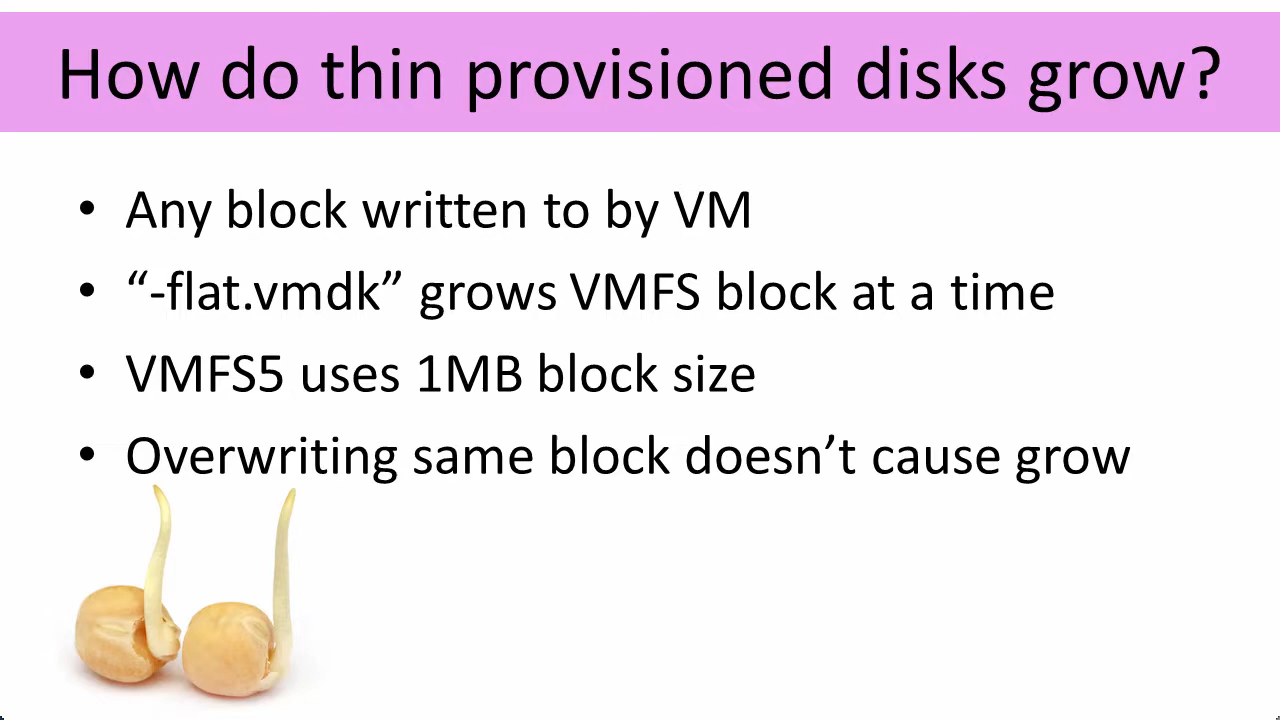 How do thin provisioned disks grow?
• Any block written to by VM
• “-flat.vmdk” grows VMFS block at a time
• VMFS5 uses 1MB block size
• Overwriting same block doesn’t cause grow